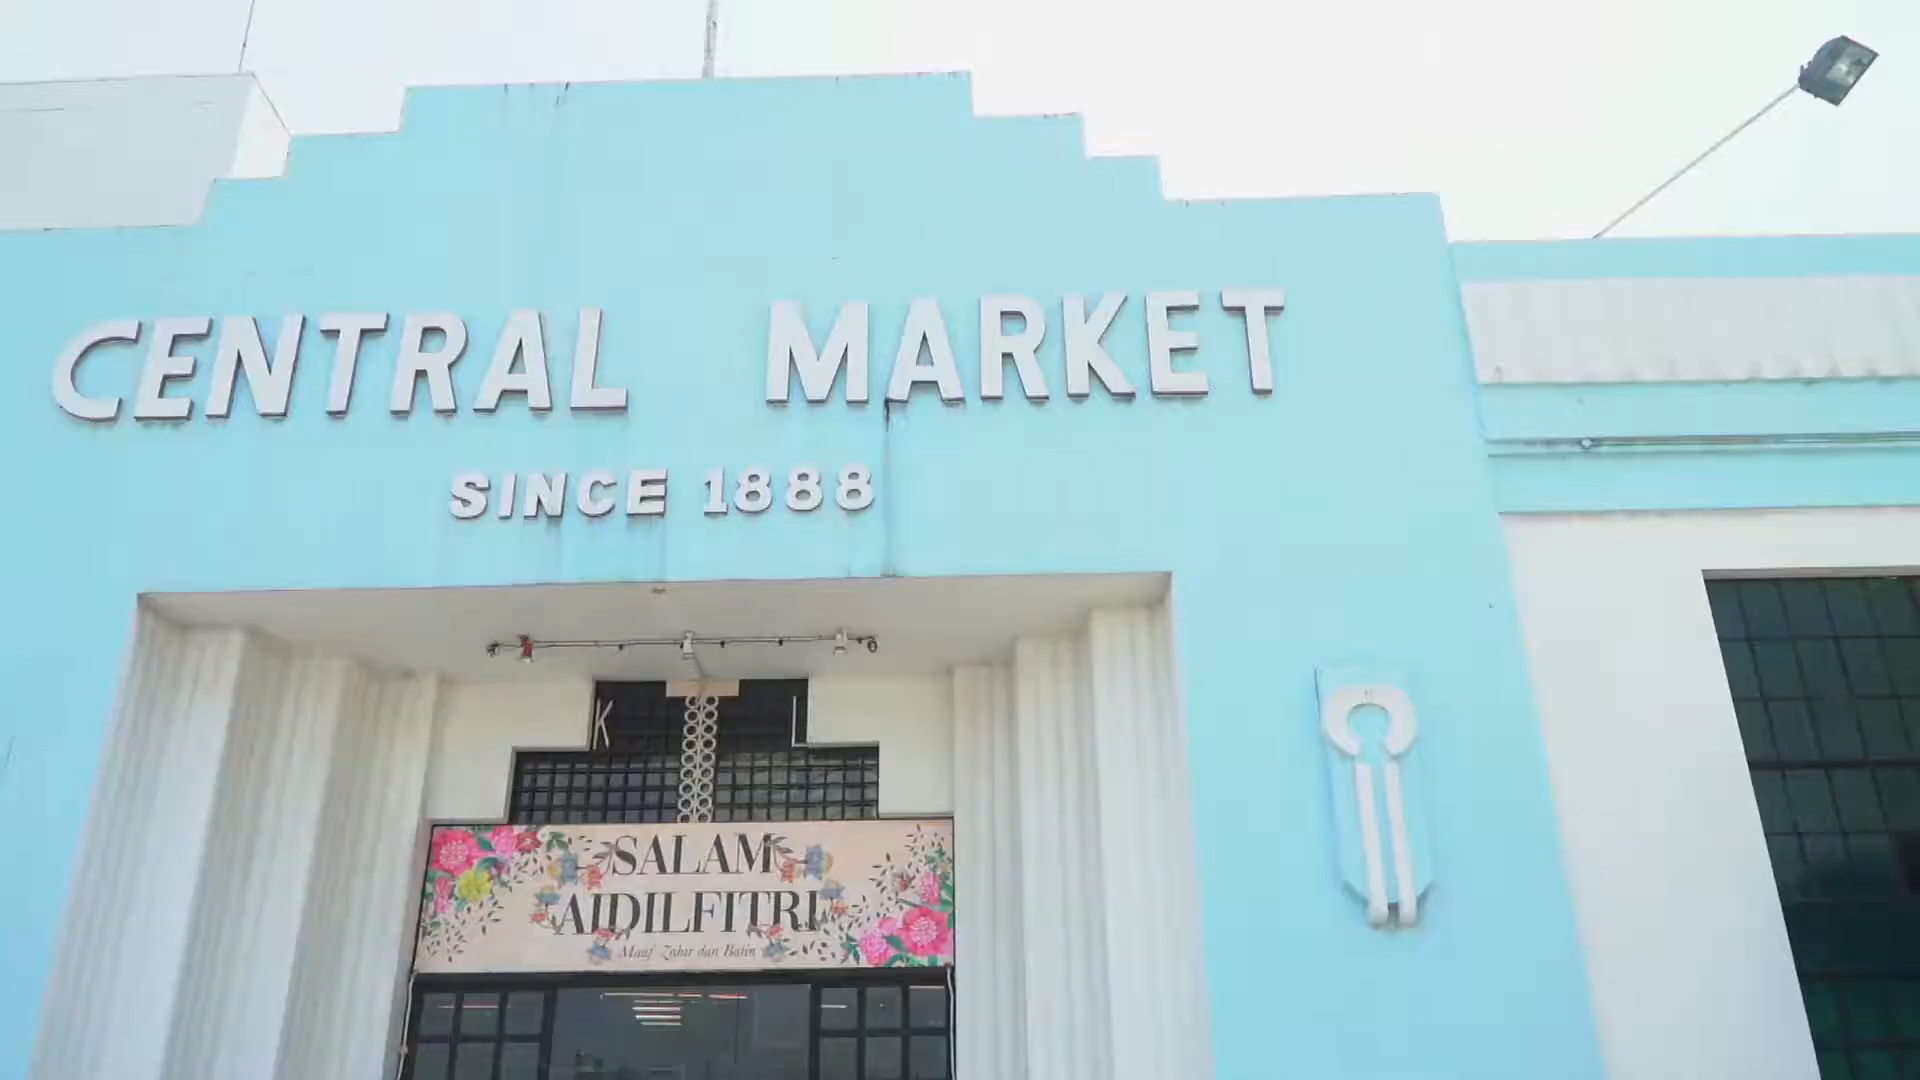 CENTRAL MARKET
SINCE 1888
K L
SALAM
AIDILFITRI
Maaf Zahir dan Batin